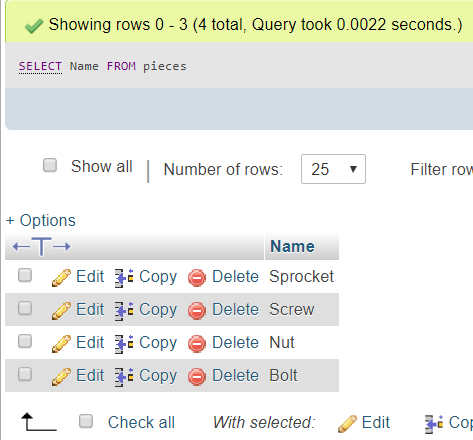 Showing rows 0 - 3 (4 total, Query took 0.0022 seconds.)
SELECT Name FROM pieces
Show all | Number of rows: 25 Filter
+ Options
←T→ Name
Edit Copy Delete Sprocket
Edit Copy Delete Screw
Edit Copy Delete Nut
Edit Copy Delete Bolt
Check all With selected: Edit